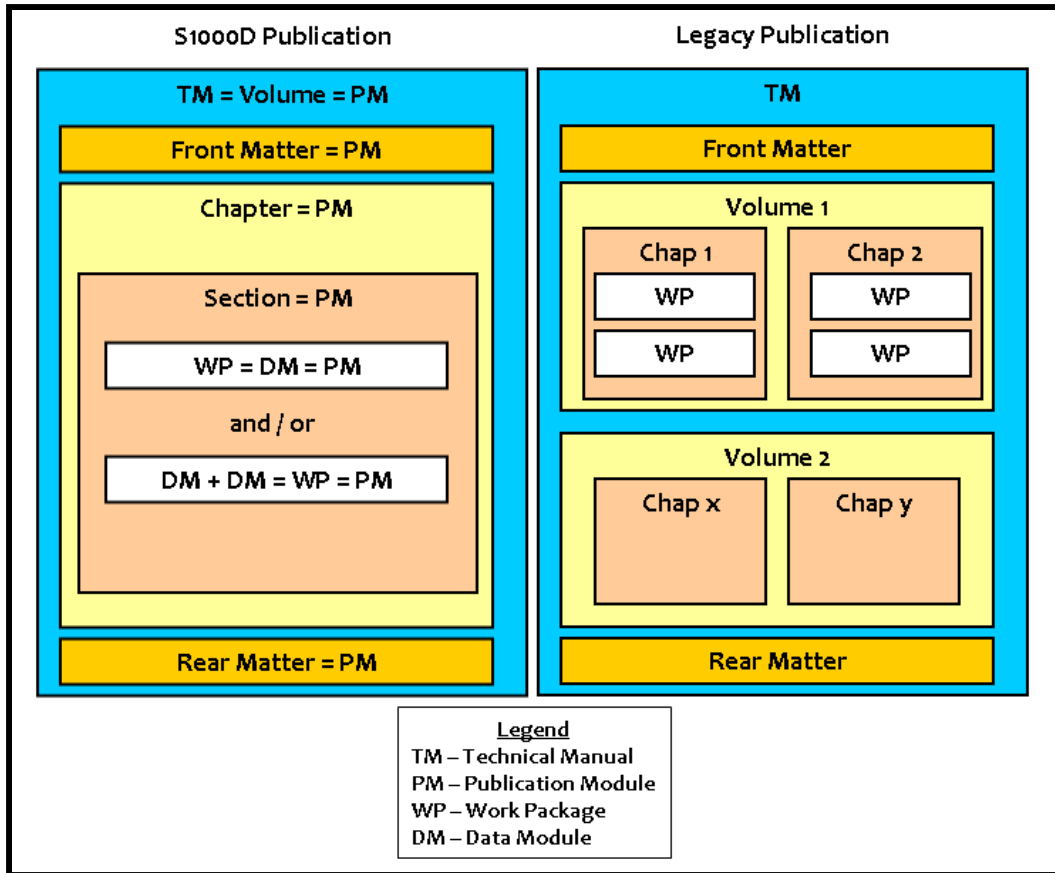 S1000D Publication
TM = Volume = PM
Front Matter = PM
Chapter = PM
Section = PM
WP = DM = PM
and / or
DM + DM = WP = PM
Rear Matter = PM
Legacy Publication
TM
Front Matter
Volume 1
Chap 1
WP
WP
Chap 2
WP
WP
Volume 2
Chap x
Chap y
Rear Matter
Legend
TM – Technical Manual
PM – Publication Module
WP – Work Package
DM – Data Module